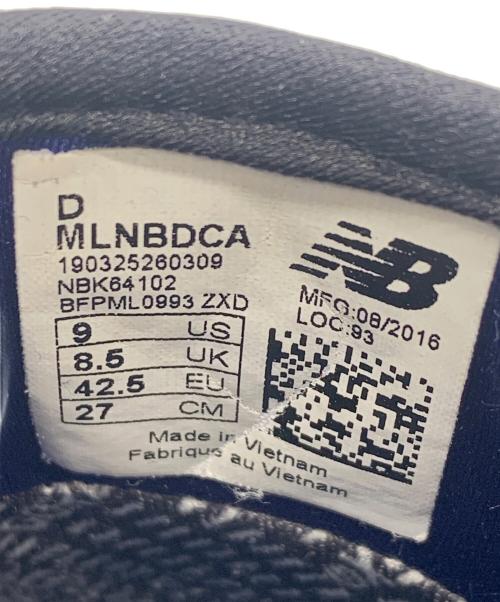 D
MLNBDCA
190325260309
NBK64102
BFPML0993 ZXD
9 US
8.5 UK
42.5 EU
27 CM
NB
MFG:08/2016
LOC:93
Made in Vietnam
Fabriqué au Vietnam